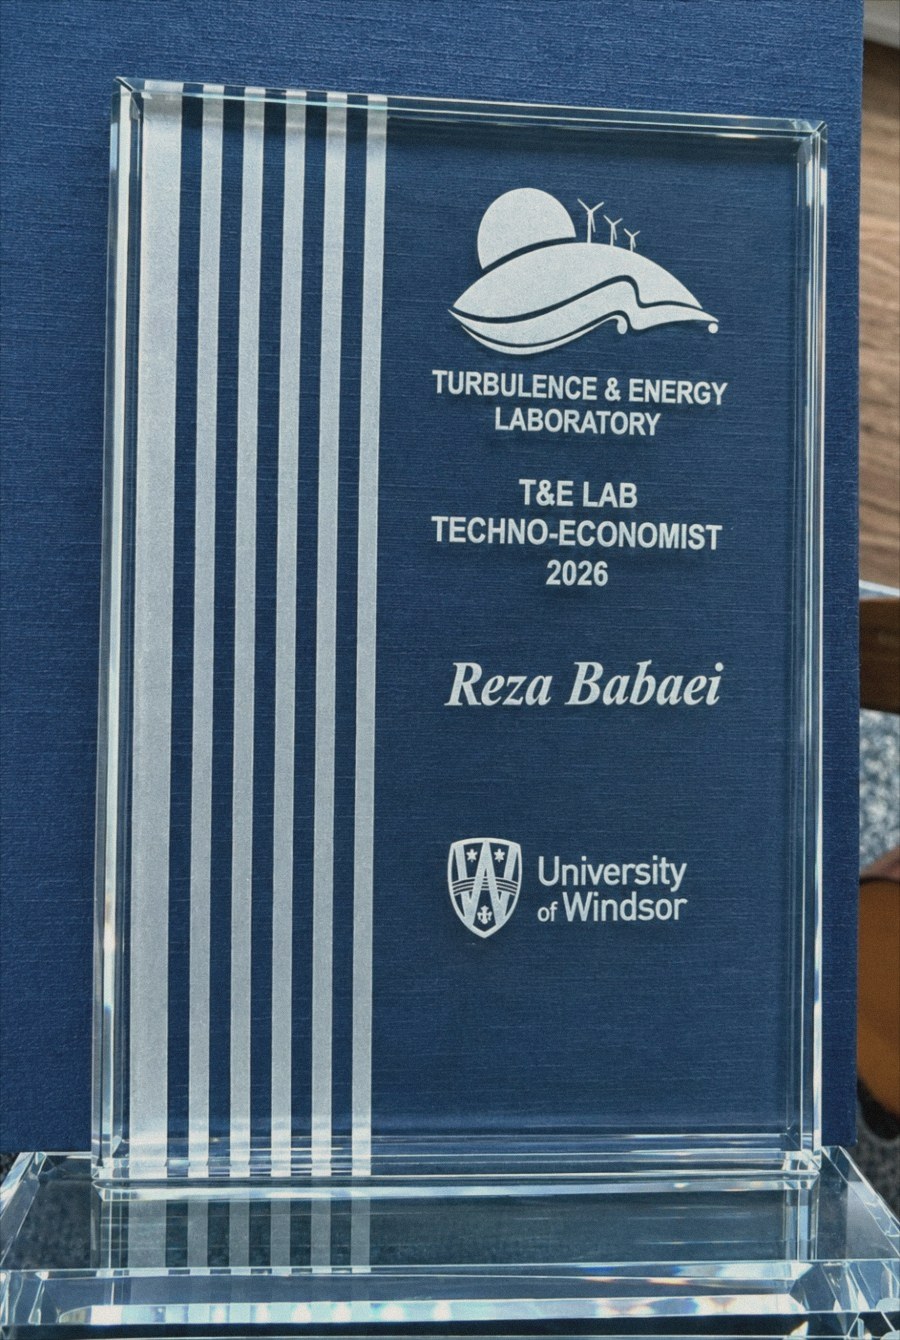 TURBULENCE & ENERGY
LABORATORY
T&E LAB
TECHNO-ECONOMIST
2026
Reza Babaei
University
of Windsor